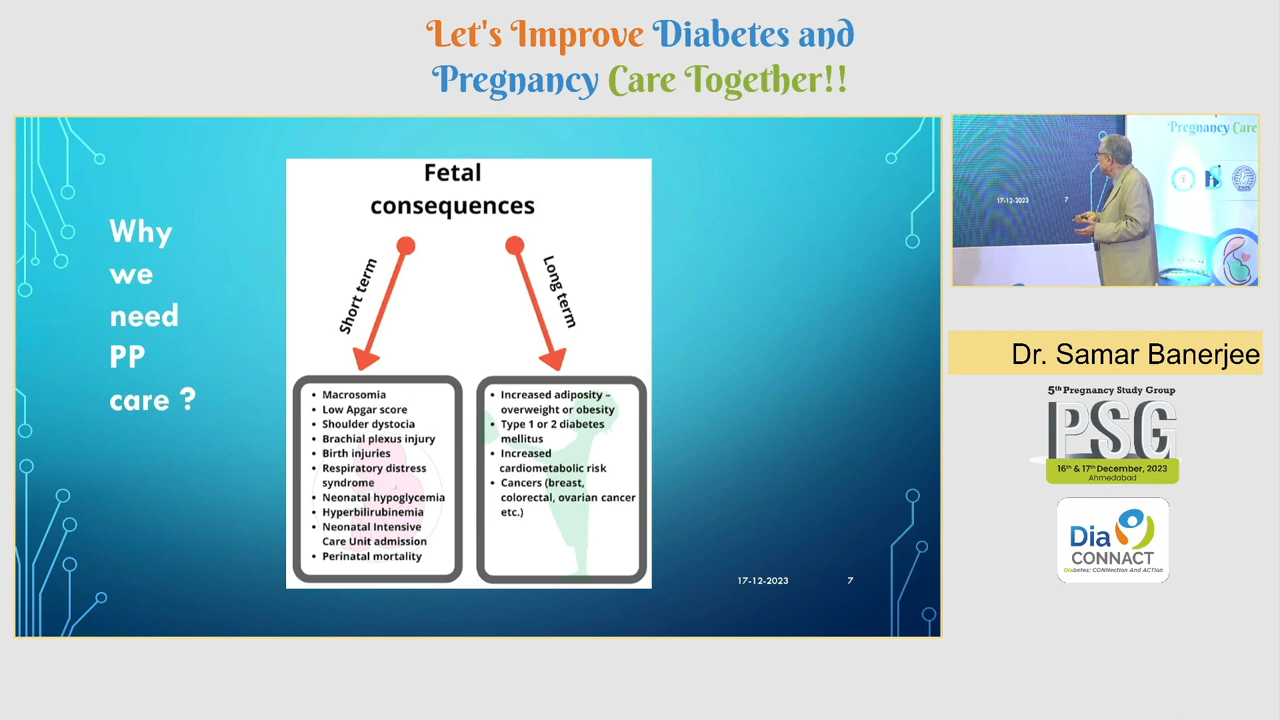 Let's Improve Diabetes and
Pregnancy Care Together!!
Why
we
need
PP
care ?
Fetal
consequences
Short term
Long term
• Macrosomia
• Low Apgar score
• Shoulder dystocia
• Brachial plexus injury
• Birth injuries
• Respiratory distress
syndrome
• Neonatal hypoglycemia
• Hyperbilirubinemia
• Neonatal Intensive
Care Unit admission
• Perinatal mortality
• Increased adiposity –
overweight or obesity
• Type 1 or 2 diabetes
mellitus
• Increased
cardiometabolic risk
• Cancers (breast,
colorectal, ovarian cancer
etc.)
17-12-2023
7
Pregnancy Care
17-12-2023
7
Dr. Samar Banerjee
5th Pregnancy Study Group
PSG
16th & 17th December, 2023
Ahmedabad
Dia
CONNACT
Diabetes: CONNection And ACTion